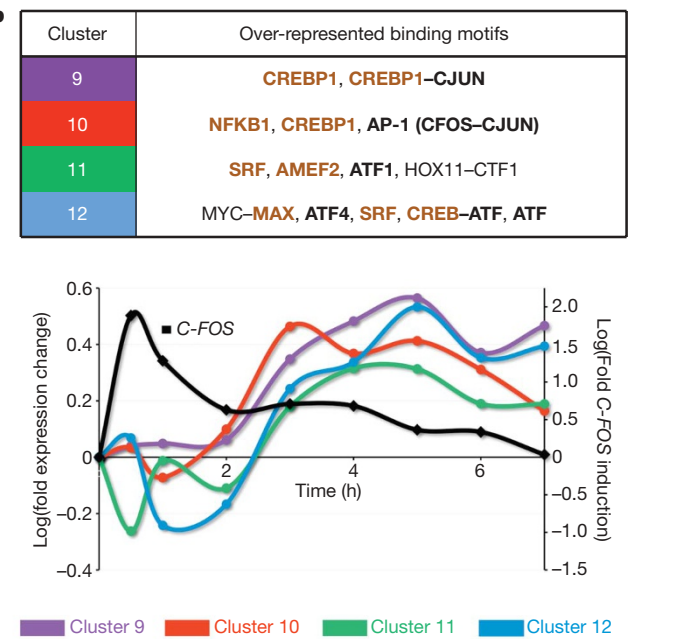 Cluster Over-represented binding motifs
9 CREBP1, CREBP1–CJUN
10 NFKB1, CREBP1, AP-1 (CFOS–CJUN)
11 SRF, AMEF2, ATF1, HOX11–CTF1
12 MYC–MAX, ATF4, SRF, CREB–ATF, ATF
Log(fold expression change)
0.6
0.4
0.2
0
–0.2
–0.4
C-FOS
2 4 6
Time (h)
2.0
1.5
1.0
0.5
0
–0.5
–1.0
–1.5
Log(Fold C-FOS induction)
Cluster 9 Cluster 10 Cluster 11 Cluster 12